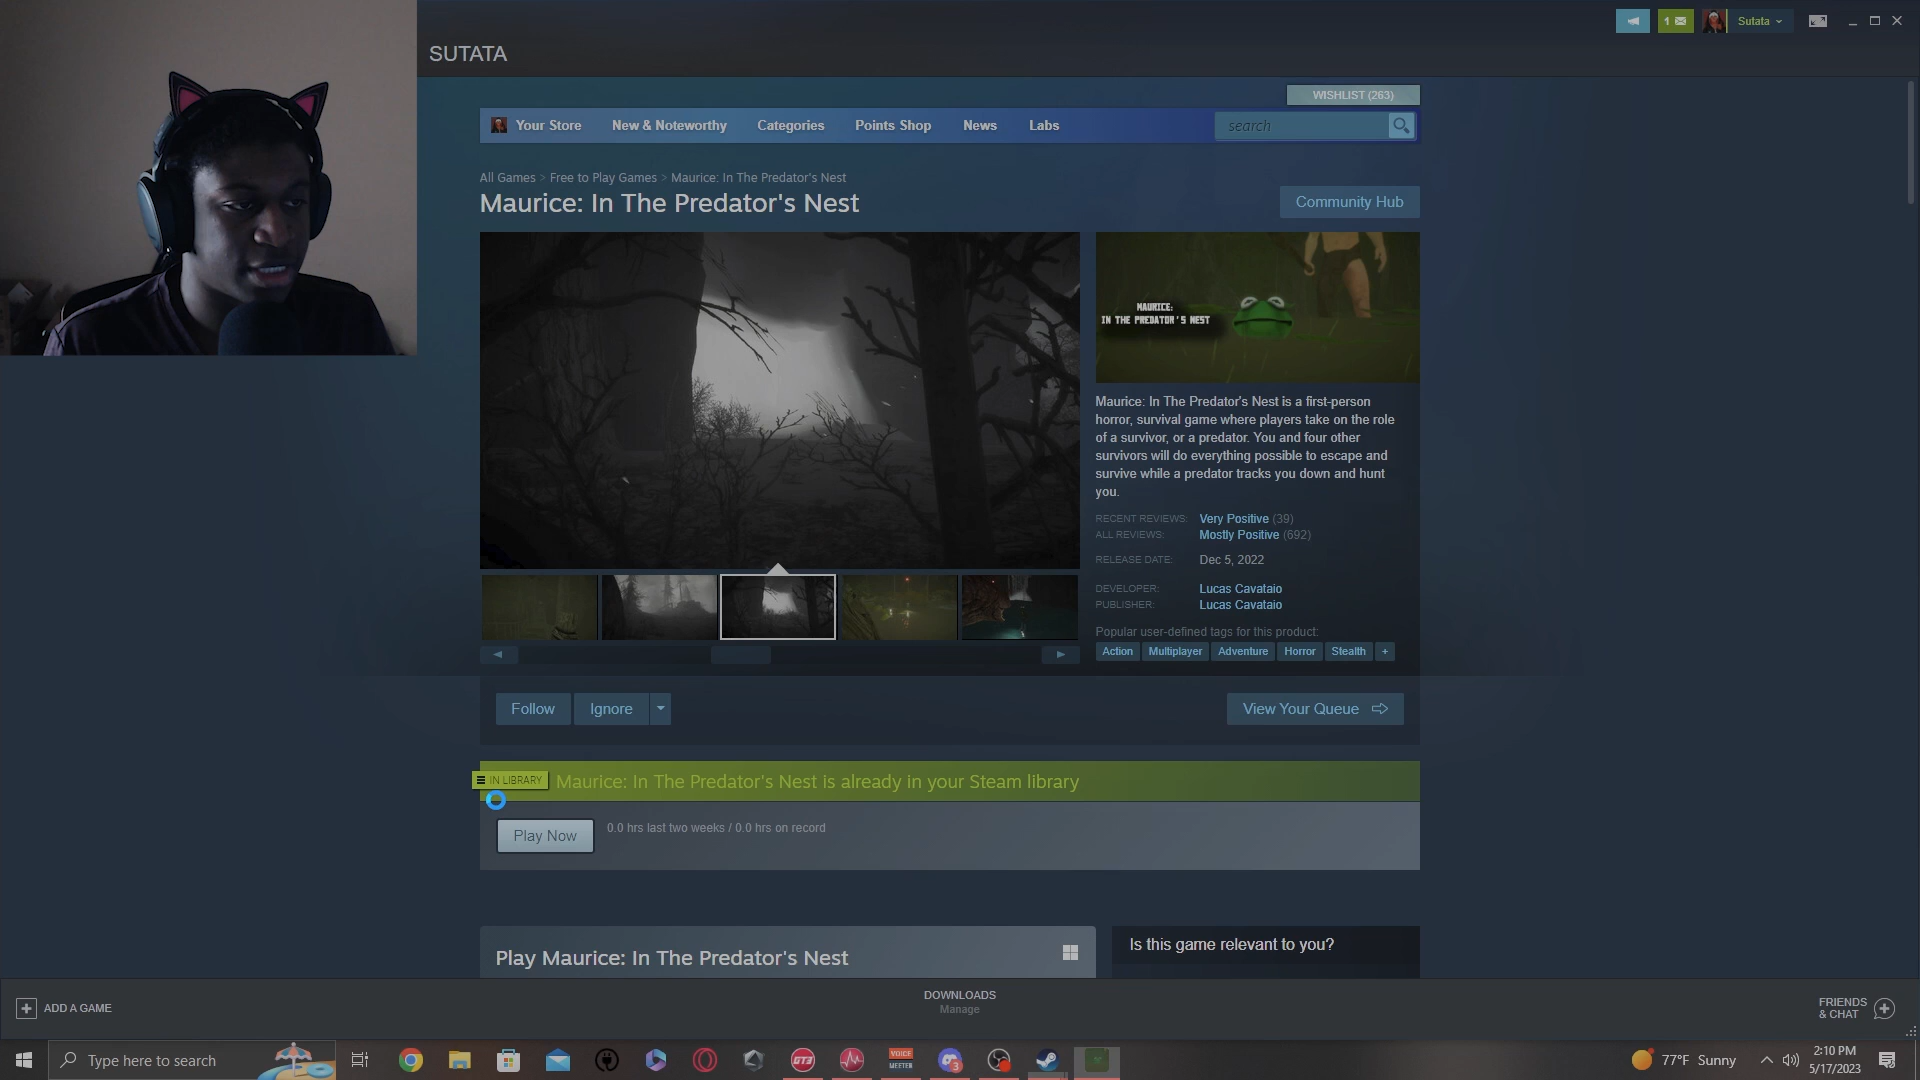 1
Sutata
SUTATA
WISHLIST (263)
Your Store
New & Noteworthy
Categories
Points Shop
News
Labs
search
All Games > Free to Play Games > Maurice: In The Predator's Nest
Maurice: In The Predator's Nest
Community Hub
MAURICE:
IN THE PREDATOR'S NEST
Maurice: In The Predator's Nest is a first-person
horror, survival game where players take on the role
of a survivor, or a predator. You and four other
survivors will do everything possible to escape and
survive while a predator tracks you down and hunt
you.
RECENT REVIEWS: Very Positive (39)
ALL REVIEWS: Mostly Positive (692)
RELEASE DATE: Dec 5, 2022
DEVELOPER: Lucas Cavataio
PUBLISHER: Lucas Cavataio
Popular user-defined tags for this product:
Action Multiplayer Adventure Horror Stealth +
Follow
Ignore
View Your Queue
IN LIBRARY
Maurice: In The Predator's Nest is already in your Steam library
Play Now
0.0 hrs last two weeks / 0.0 hrs on record
Play Maurice: In The Predator's Nest
Is this game relevant to you?
ADD A GAME
DOWNLOADS
Manage
FRIENDS
& CHAT
Type here to search
GT3
VOICE
MEETER
3
77°F Sunny
2:10 PM
5/17/2023